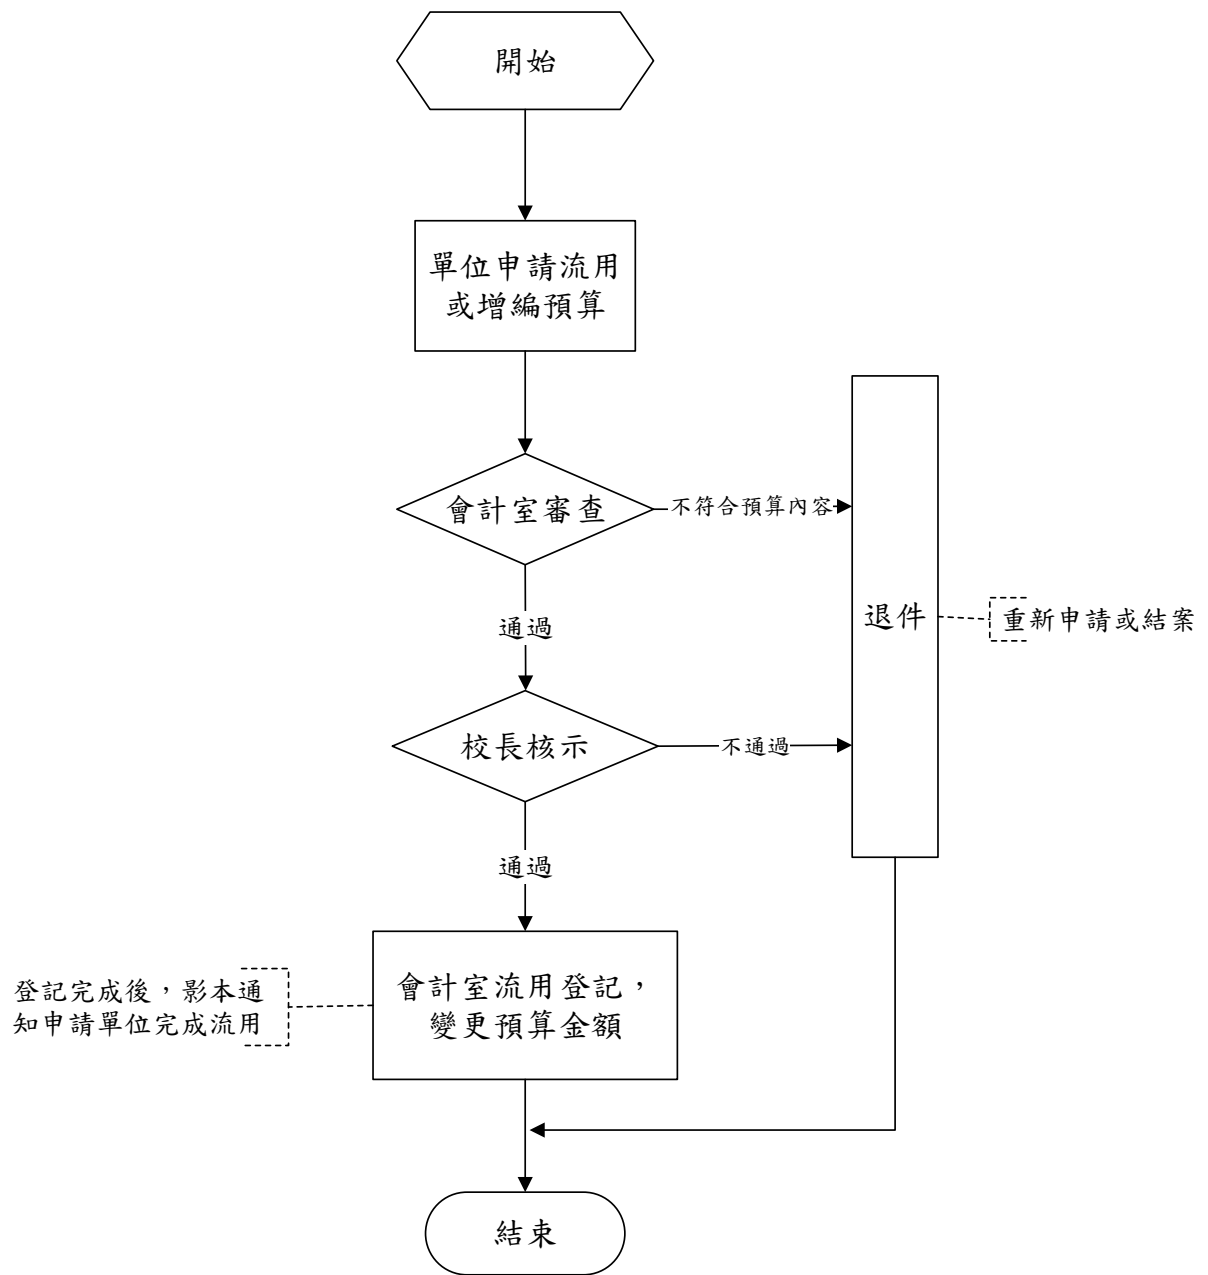 開始
單位申請流用
或增編預算
會計室審查
不符合預算內容
退件
重新申請或結案
通過
校長核示
不通過
通過
會計室流用登記，
變更預算金額
登記完成後，影本通
知申請單位完成流用
結束